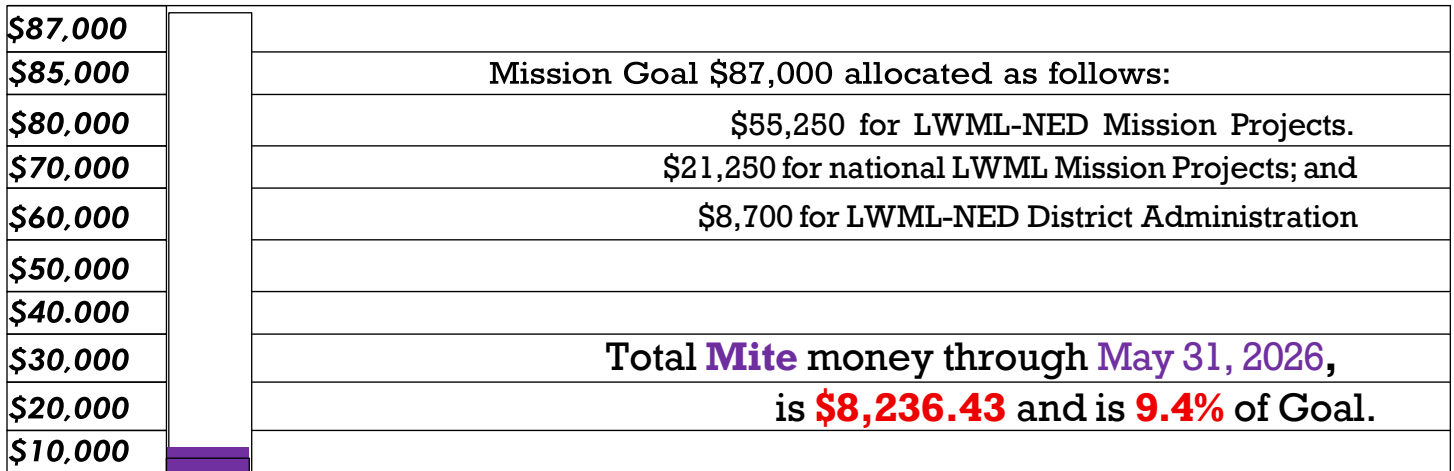 $87,000
$85,000 Mission Goal $87,000 allocated as follows:
$80,000 $55,250 for LWML-NED Mission Projects.
$70,000 $21,250 for national LWML Mission Projects; and
$60,000 $8,700 for LWML-NED District Administration
$50,000
$40.000
$30,000 Total Mite money through May 31, 2026,
$20,000 is $8,236.43 and is 9.4% of Goal.
$10,000